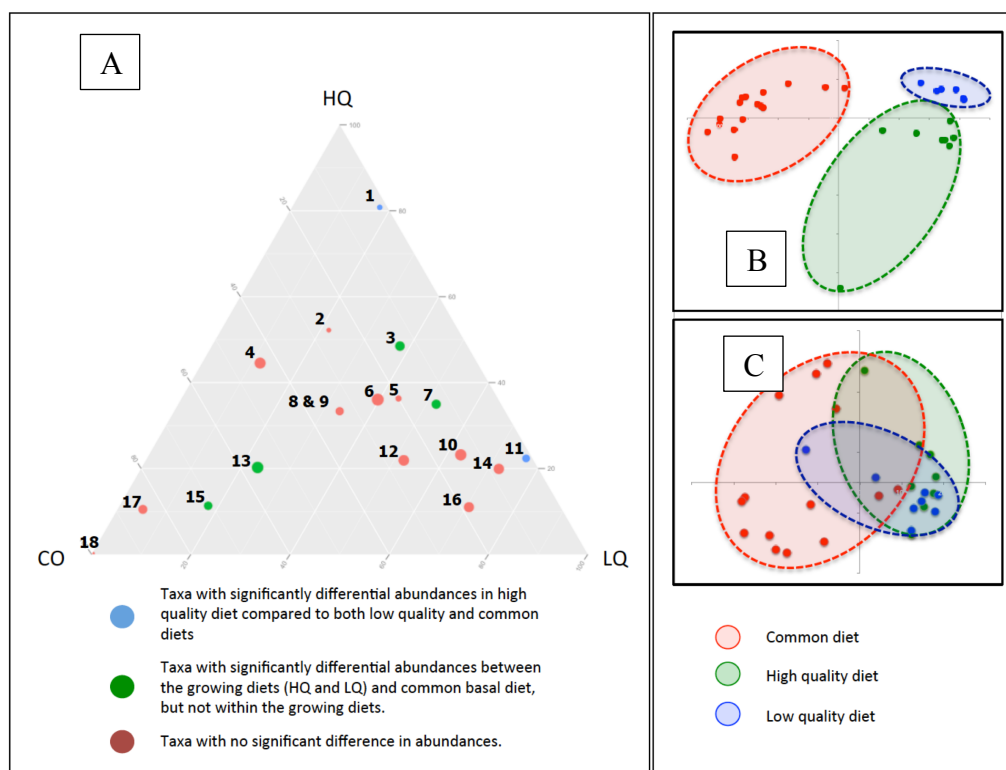 A
HQ
100
1
20
80
2
3
40
60
4
5
6
7
8 & 9
60
40
10
11
12
13
14
80
20
15
16
17
18
CO
LQ
20
40
60
80
100
Taxa with significantly differential abundances in high
quality diet compared to both low quality and common
diets
Taxa with significantly differential abundances between
the growing diets (HQ and LQ) and common basal diet,
but not within the growing diets.
Taxa with no significant difference in abundances.
B
C
Common diet
High quality diet
Low quality diet